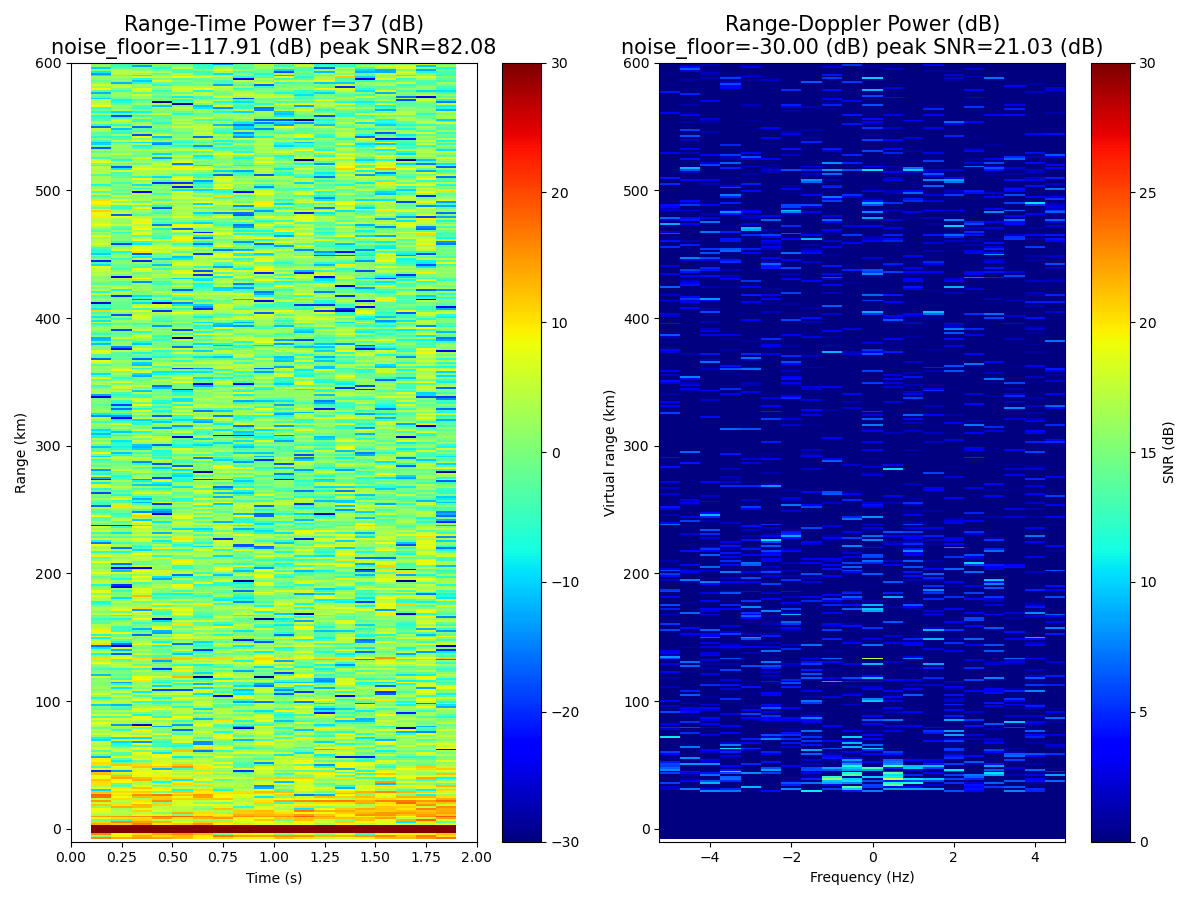 Range-Time Power f=37 (dB)
noise_floor=-117.91 (dB) peak SNR=82.08
600
500
400
300
200
100
0
Range (km)
0.00 0.25 0.50 0.75 1.00 1.25 1.50 1.75 2.00
Time (s)
30
20
10
0
−10
−20
−30
Range-Doppler Power (dB)
noise_floor=-30.00 (dB) peak SNR=21.03 (dB)
600
500
400
300
200
100
0
Virtual range (km)
−4 −2 0 2 4
Frequency (Hz)
30
25
20
15
10
5
0
SNR (dB)